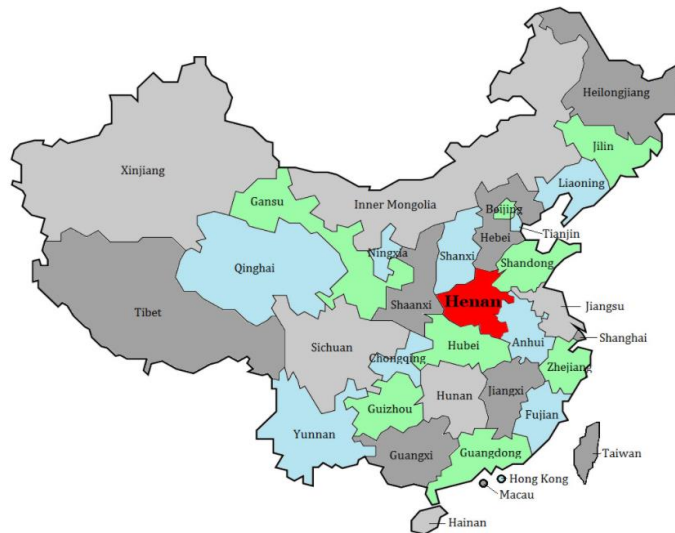 Heilongjiang
Jilin
Xinjiang
Liaoning
Gansu
Inner Mongolia
Beijing
Tianjin
Hebei
Ningxia
Shanxi
Qinghai
Shandong
Tibet
Shaanxi
Henan
Jiangsu
Shanghai
Anhui
Sichuan
Hubei
Chongqing
Zhejiang
Jiangxi
Hunan
Guizhou
Fujian
Yunnan
Guangxi
Guangdong
Taiwan
Hong Kong
Macau
Hainan